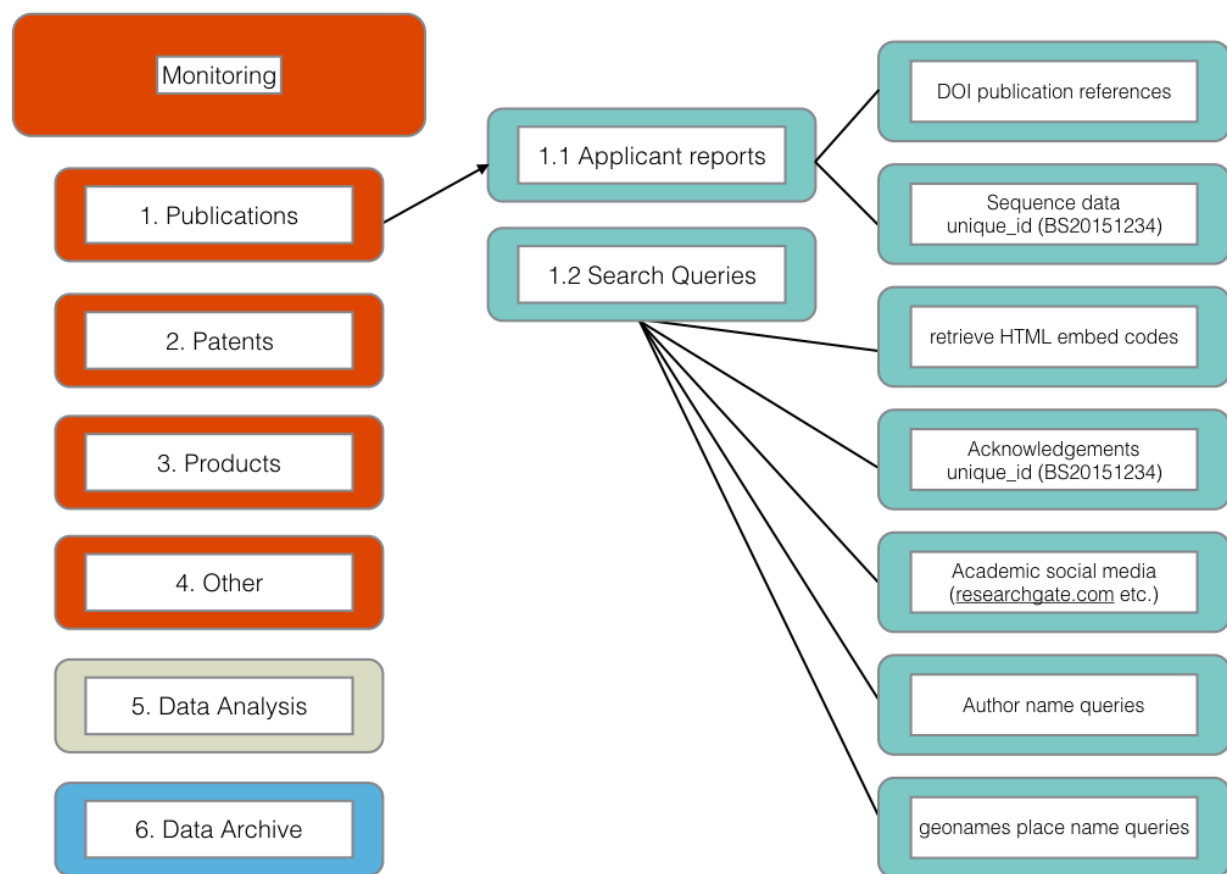 Monitoring
1. Publications
2. Patents
3. Products
4. Other
5. Data Analysis
6. Data Archive
1.1 Applicant reports
1.2 Search Queries
DOI publication references
Sequence data
unique_id (BS20151234)
retrieve HTML embed codes
Acknowledgements
unique_id (BS20151234)
Academic social media
(researchgate.com etc.)
Author name queries
geonames place name queries